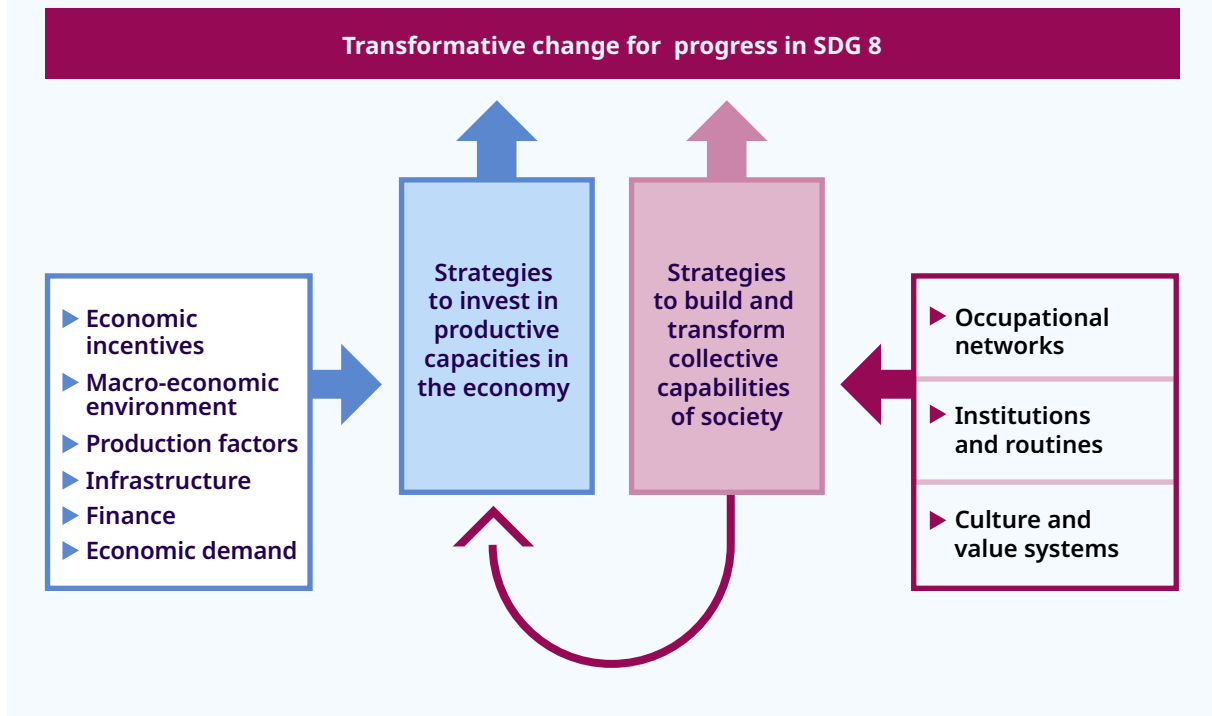 Transformative change for  progress in SDG 8
Economic
incentives
Macro-economic
environment
Production factors
Infrastructure
Finance
Economic demand
Strategies
to invest in
productive
capacities in
the economy
Strategies
to build and
transform
collective
capabilities
of society
Occupational
networks
Institutions
and routines
Culture and
value systems